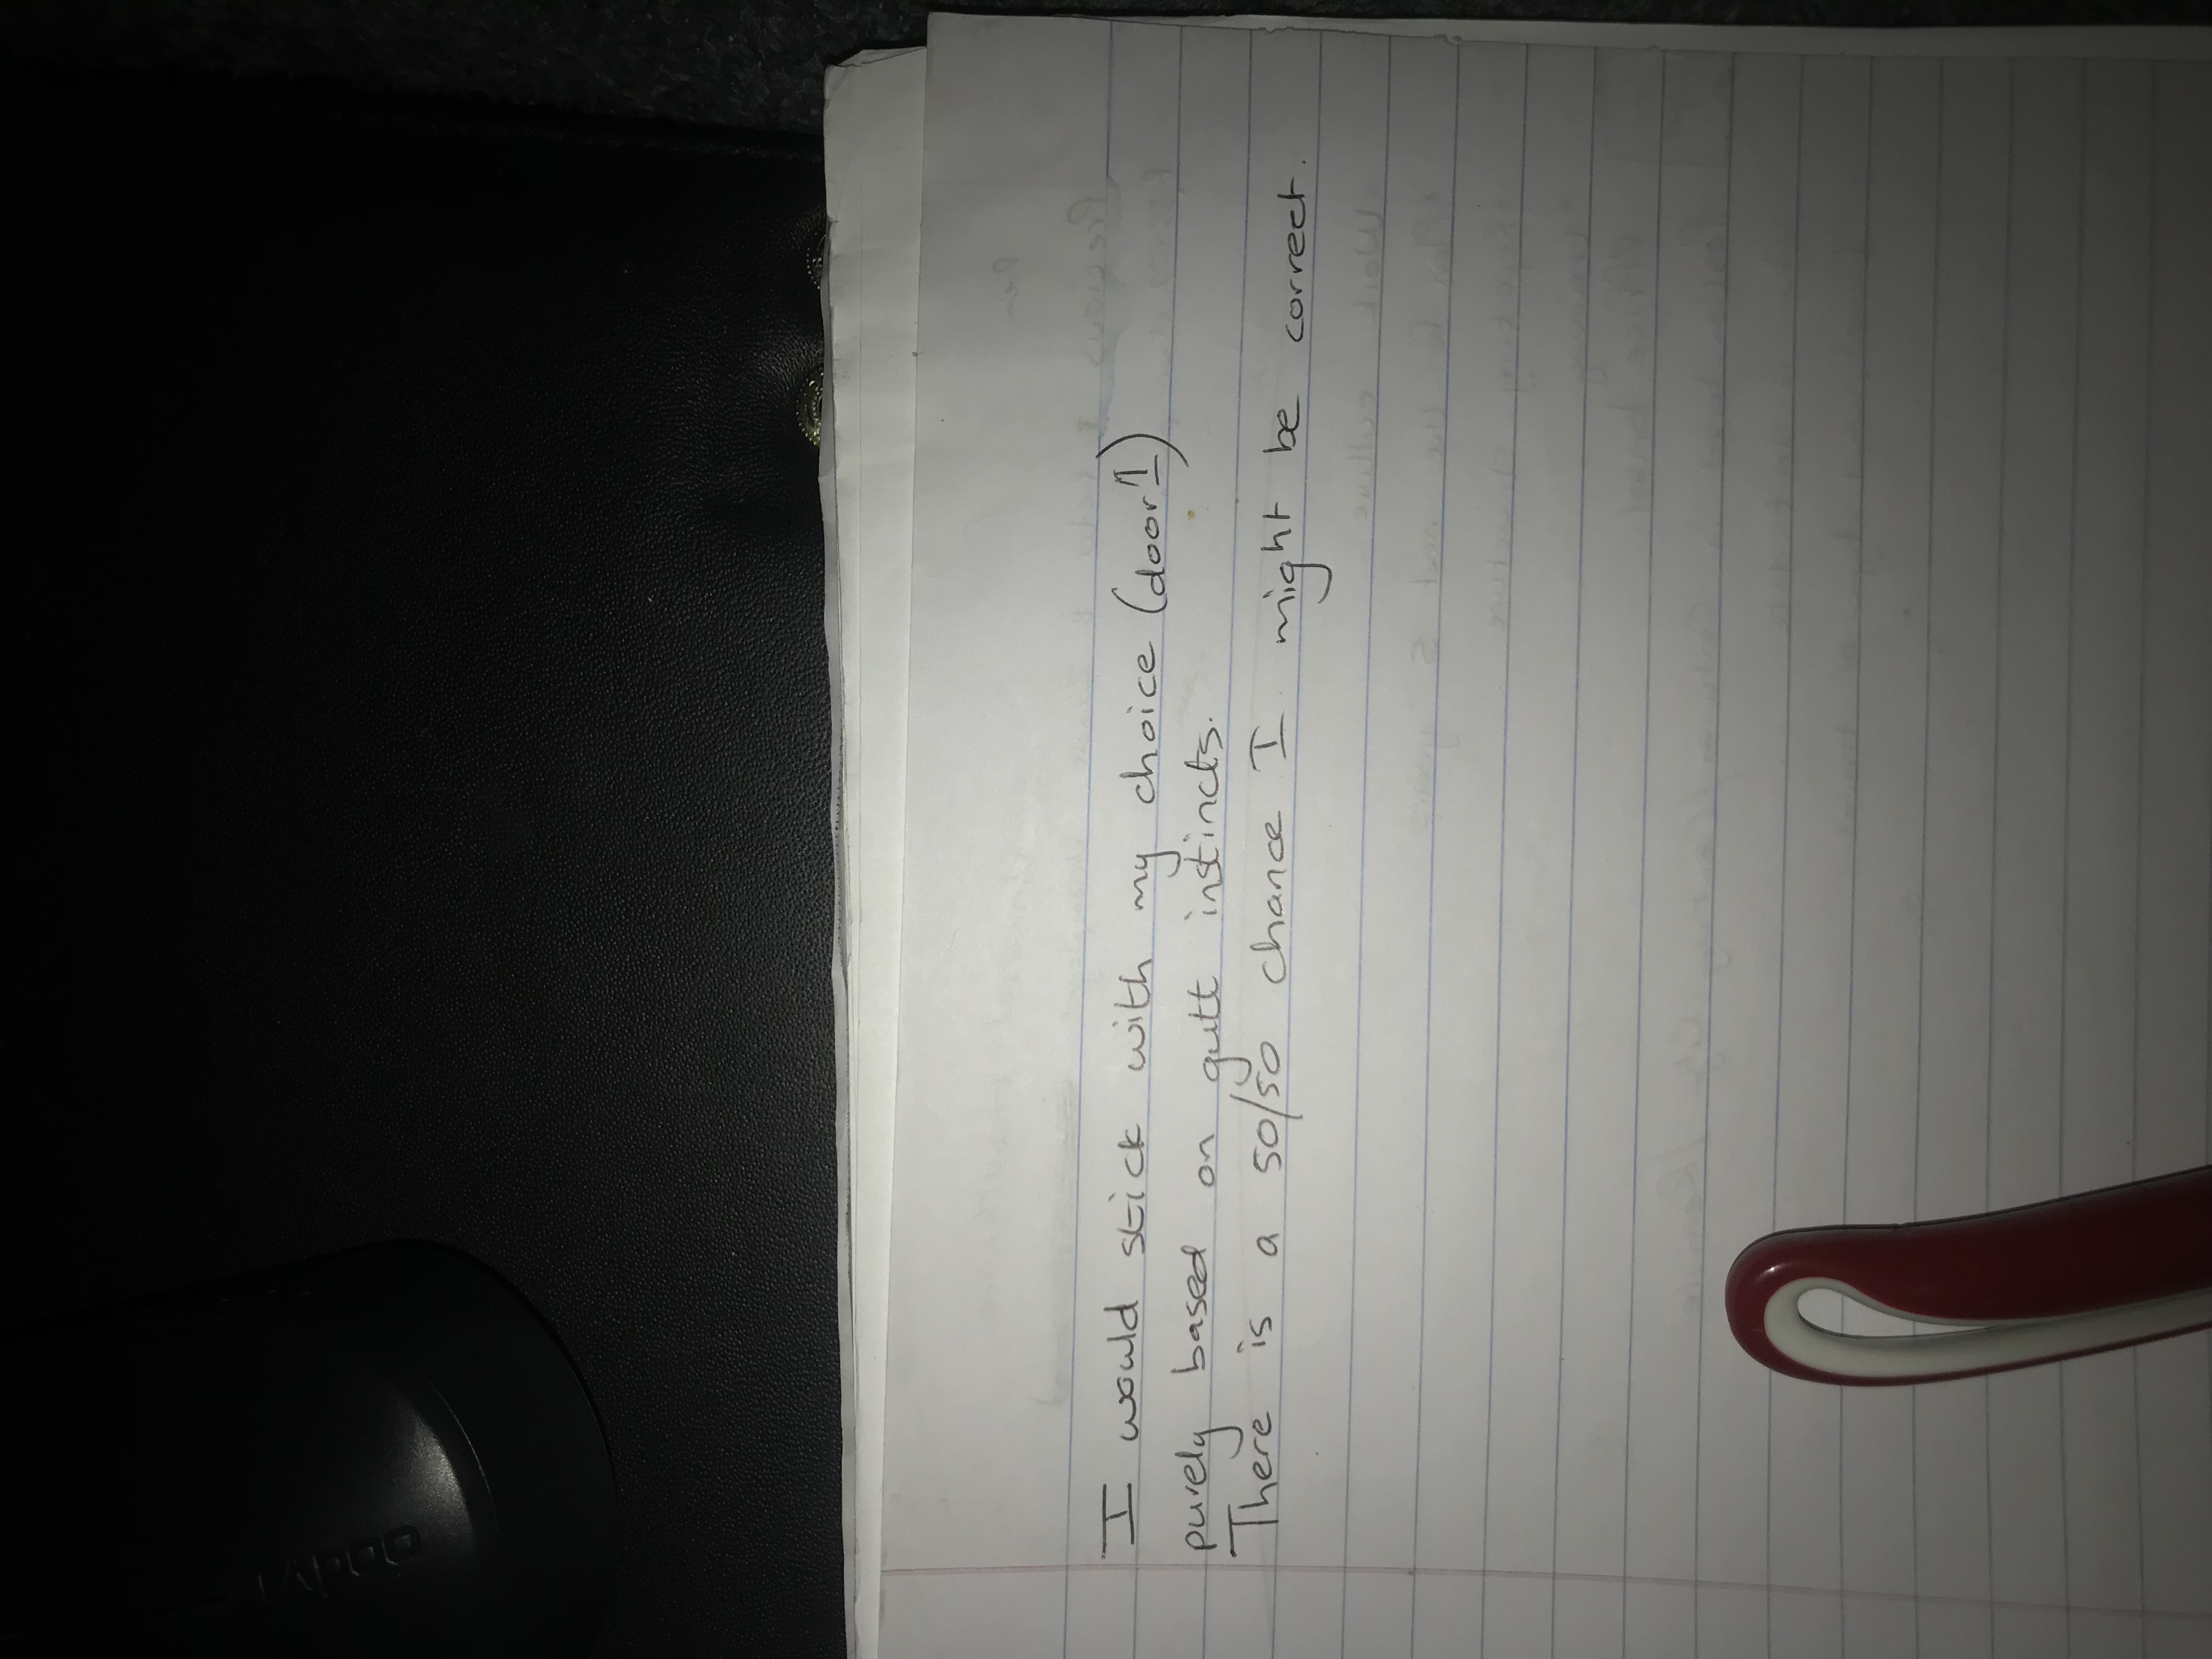 RAPOO
I would stick with my choice (door 1)
purely based on gutt instincts.
There is a 50/50 chance I might be correct.